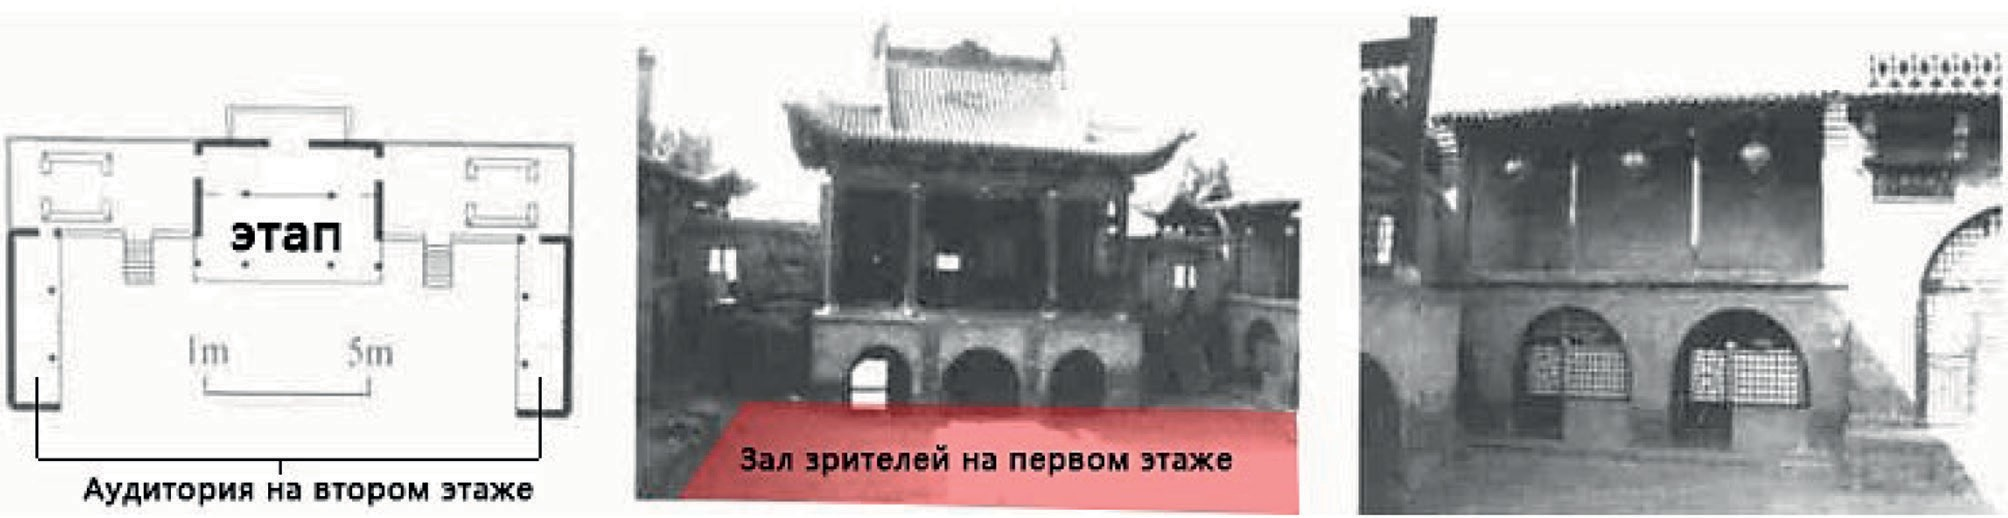 этап
1m 5m
Аудитория на втором этаже
Зал зрителей на первом этаже